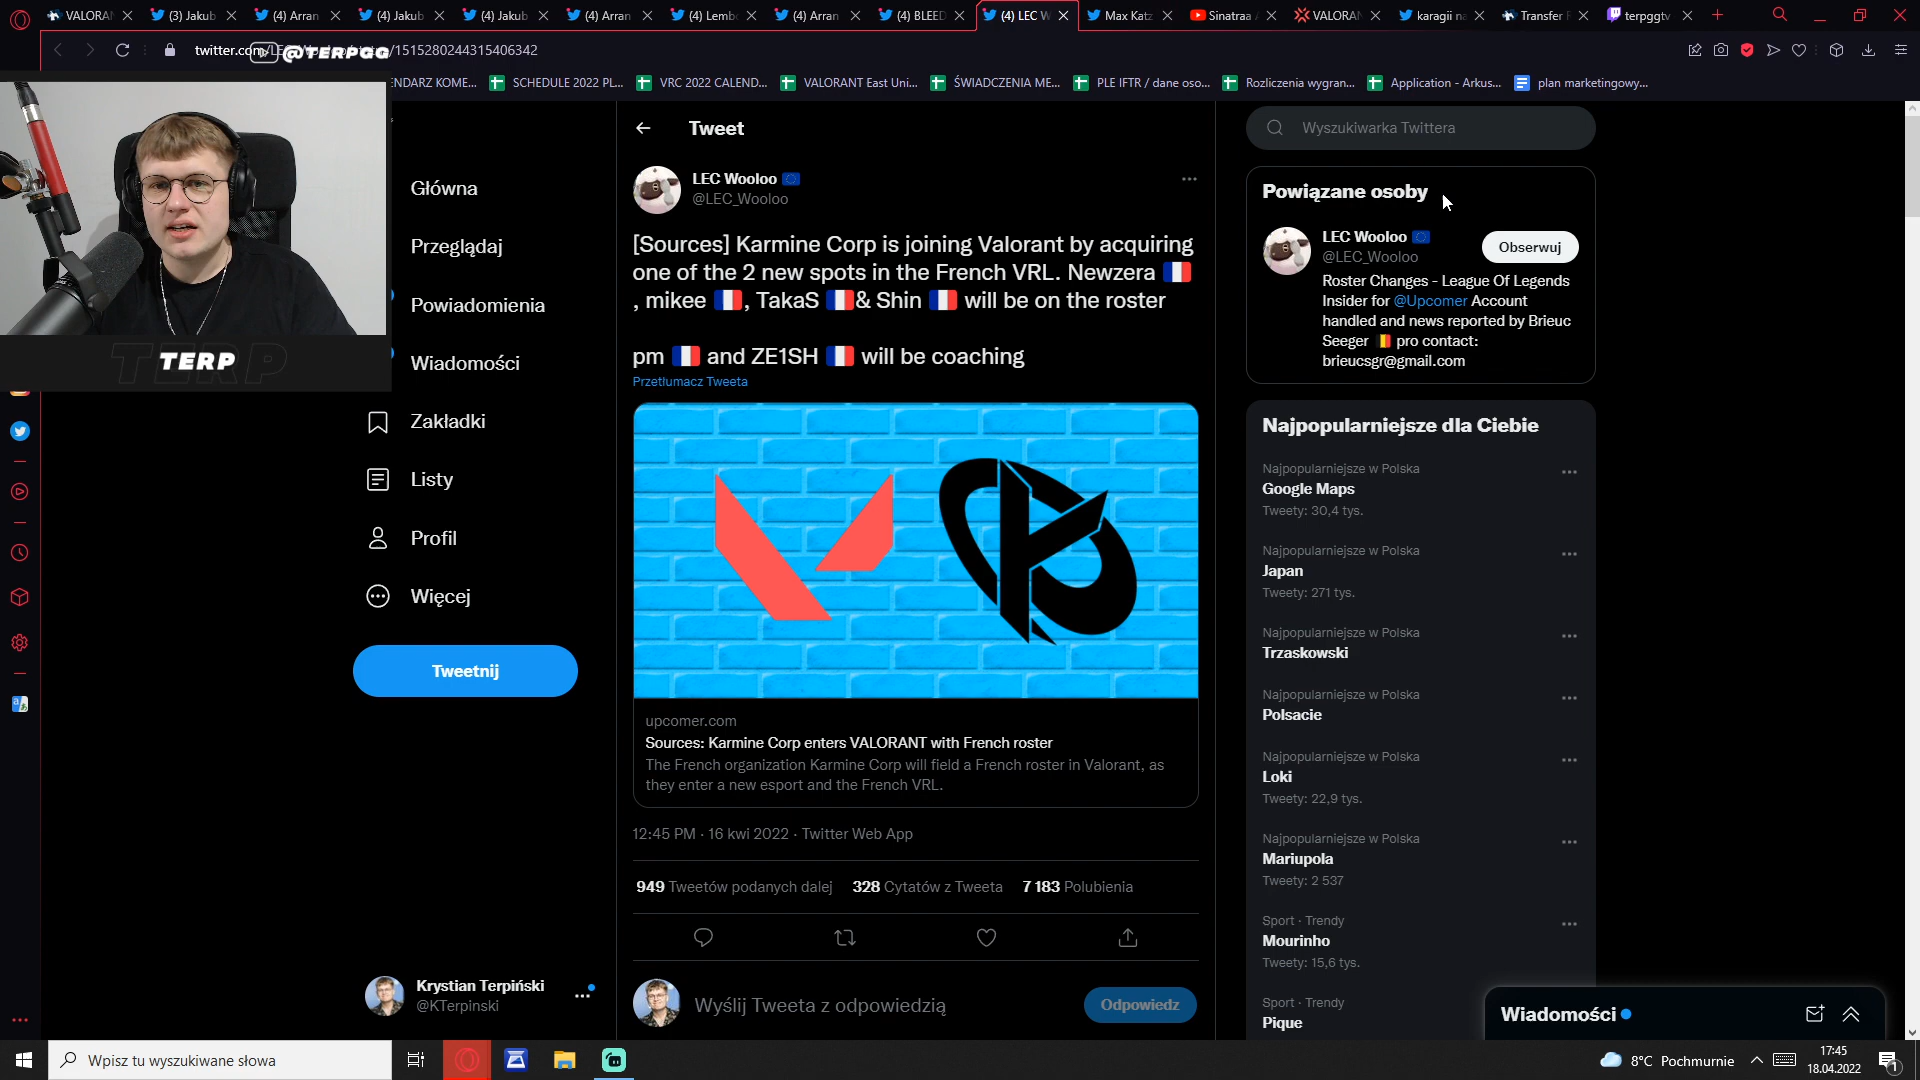 VALORAN
(3) Jakub
(4) Arran
(4) Jakub
(4) Jakub
(4) Arran
(4) Lembo
(4) Arran
(4) BLEED
(4) LEC W
Max Katz
Sinatraa
VALORAN
karagii na
Transfer
terpggtv
twitter.com/
/1515280244315406342
@TERPGG
ENDARZ KOME...
SCHEDULE 2022 PL...
VRC 2022 CALEND...
VALORANT East Uni...
ŚWIADCZENIA ME...
PLE IFTR / dane oso...
Rozliczenia wygran...
Application - Arkus...
plan marketingowy...
TERP
Główna
Przeglądaj
Powiadomienia
Wiadomości
Zakładki
Listy
Profil
Więcej
Tweetnij
Krystian Terpiński
@KTerpinski
Tweet
LEC Wooloo
@LEC_Wooloo
[Sources] Karmine Corp is joining Valorant by acquiring
one of the 2 new spots in the French VRL. Newzera
, mikee , TakaS & Shin will be on the roster
pm and ZE1SH will be coaching
Przetłumacz Tweeta
upcomer.com
Sources: Karmine Corp enters VALORANT with French roster
The French organization Karmine Corp will field a French roster in Valorant, as
they enter a new esport and the French VRL.
12:45 PM · 16 kwi 2022 · Twitter Web App
949 Tweetów podanych dalej 328 Cytatów z Tweeta 7 183 Polubienia
Wyślij Tweeta z odpowiedzią
Odpowiedz
Wyszukiwarka Twittera
Powiązane osoby
LEC Wooloo
@LEC_Wooloo
Obserwuj
Roster Changes - League Of Legends
Insider for @Upcomer Account
handled and news reported by Brieuc
Seeger pro contact:
brieucsgr@gmail.com
Najpopularniejsze dla Ciebie
Najpopularniejsze w Polska
Google Maps
Tweety: 30,4 tys.
Najpopularniejsze w Polska
Japan
Tweety: 271 tys.
Najpopularniejsze w Polska
Trzaskowski
Najpopularniejsze w Polska
Polsacie
Najpopularniejsze w Polska
Loki
Tweety: 22,9 tys.
Najpopularniejsze w Polska
Mariupola
Tweety: 2 537
Sport · Trendy
Mourinho
Tweety: 15,6 tys.
Sport · Trendy
Pique
Wiadomości
Wpisz tu wyszukiwane słowa
8°C Pochmurnie
17:45
18.04.2022
1